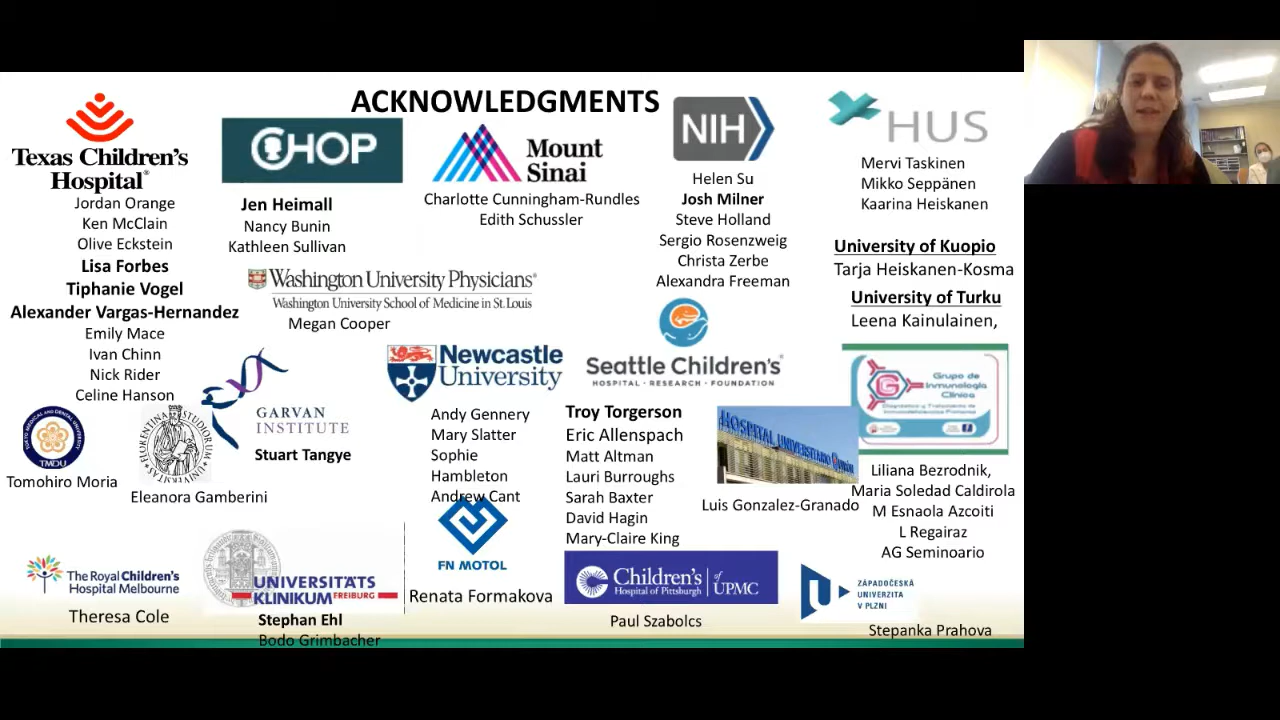 ACKNOWLEDGMENTS
Texas Children's
Hospital®
Jordan Orange
Ken McClain
Olive Eckstein
Lisa Forbes
Tiphanie Vogel
Alexander Vargas-Hernandez
Emily Mace
Ivan Chinn
Nick Rider
Celine Hanson
CHOP
Jen Heimall
Nancy Bunin
Kathleen Sullivan
Mount
Sinai
Charlotte Cunningham-Rundles
Edith Schussler
NIH
Helen Su
Josh Milner
Steve Holland
Sergio Rosenzweig
Christa Zerbe
Alexandra Freeman
HUS
Mervi Taskinen
Mikko Seppänen
Kaarina Heiskanen
University of Kuopio
Tarja Heiskanen-Kosma
University of Turku
Leena Kainulainen,
Washington University Physicians®
Washington University School of Medicine in St. Louis
Megan Cooper
TMDU
Tomohiro Moria
Eleanora Gamberini
GARVAN
INSTITUTE
Stuart Tangye
Newcastle
University
Andy Gennery
Mary Slatter
Sophie
Hambleton
Andrew Cant
Seattle Children's®
HOSPITAL • RESEARCH • FOUNDATION
Troy Torgerson
Eric Allenspach
Matt Altman
Lauri Burroughs
Sarah Baxter
David Hagin
Mary-Claire King
HOSPITAL UNIVERSITARIO
Luis Gonzalez-Granado
Grupo de
Inmunología
Clínica
Liliana Bezrodnik,
Maria Soledad Caldirola
M Esnaola Azcoiti
L Regairaz
AG Seminoario
The Royal Children's
Hospital Melbourne
Theresa Cole
UNIVERSITÄTS
KLINIKUM FREIBURG
Stephan Ehl
Bodo Grimbacher
FN MOTOL
Renata Formakova
Children's
Hospital of Pittsburgh
of
UPMC
Paul Szabolcs
ZÁPADOČESKÁ
UNIVERZITA
V PLZNI
Stepanka Prahova